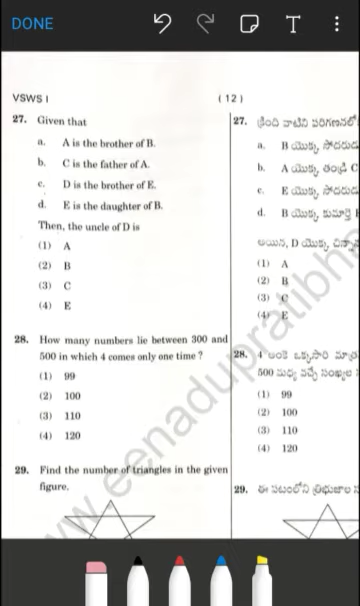 DONE
T
VSWS I
( 12 )
27. Given that
a. A is the brother of B.
b. C is the father of A.
c. D is the brother of E.
d. E is the daughter of B.
Then, the uncle of D is
(1) A
(2) B
(3) C
(4) E
28. How many numbers lie between 300 and
500 in which 4 comes only one time ?
(1) 99
(2) 100
(3) 110
(4) 120
29. Find the number of triangles in the given
figure.
27. క్రింది వాటిని పరిగణనలో
a. B యొక్క సోదరుడ
b. A యొక్క తండ్రి C
c. E యొక్క సోదరుడ
d. B యొక్క కుమార్తె E
అయిన, D యొక్క
(1) A
(2) B
(3) C
(4) E
28. 4 అంకె ఒక్కసారి
500 మధ్య వచ్చే సంఖ్యల
(1) 99
(2) 100
(3) 110
(4) 120
29. ఈ పటంలోని త్రిభుజాల
www.eenadupratibha